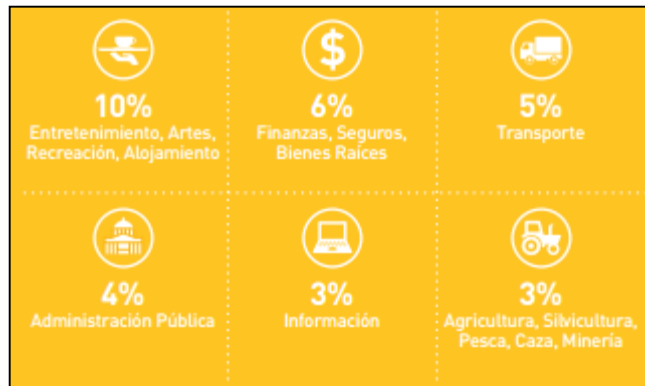 10%
Entretenimiento, Artes,
Recreación, Alojamiento
$
6%
Finanzas, Seguros,
Bienes Raíces
5%
Transporte
4%
Administración Pública
3%
Información
3%
Agricultura, Silvicultura,
Pesca, Caza, Minería